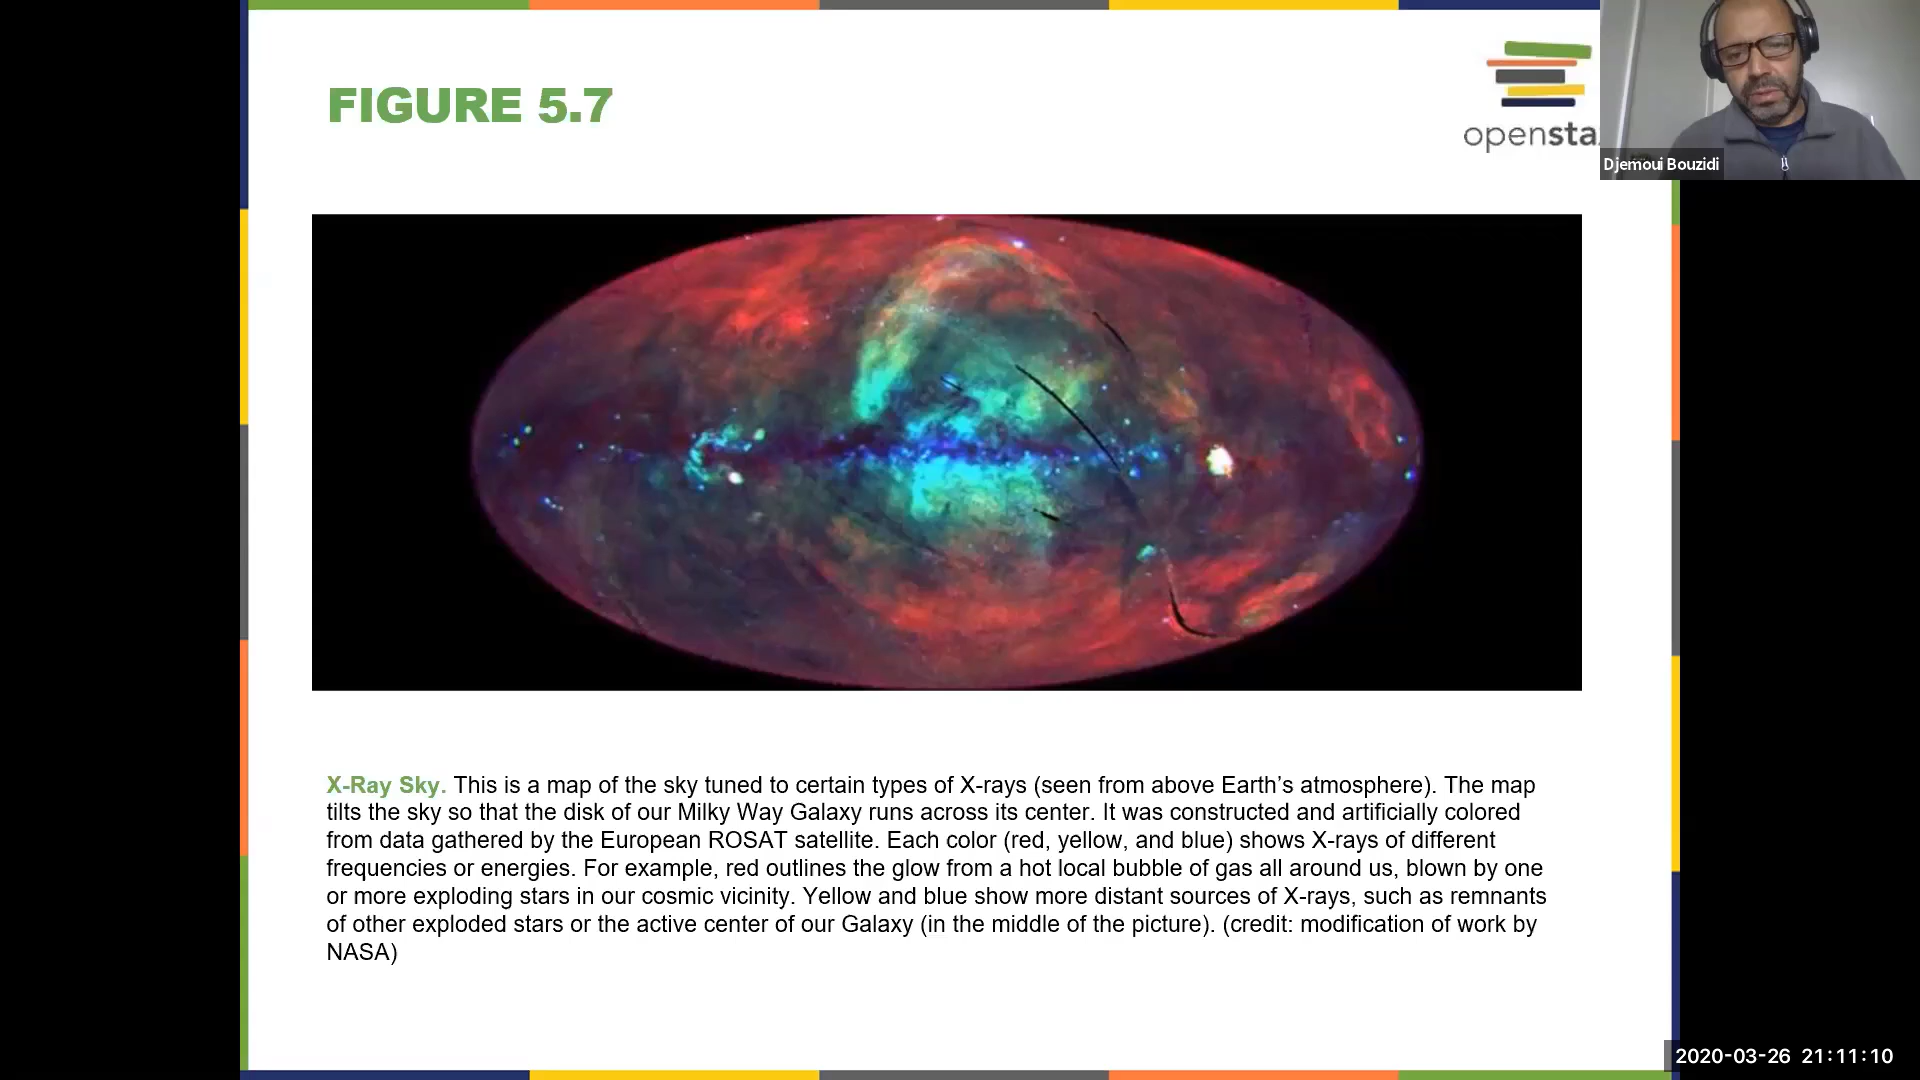 FIGURE 5.7
opensta
Djemoui Bouzidi
X-Ray Sky. This is a map of the sky tuned to certain types of X-rays (seen from above Earth’s atmosphere). The map
tilts the sky so that the disk of our Milky Way Galaxy runs across its center. It was constructed and artificially colored
from data gathered by the European ROSAT satellite. Each color (red, yellow, and blue) shows X-rays of different
frequencies or energies. For example, red outlines the glow from a hot local bubble of gas all around us, blown by one
or more exploding stars in our cosmic vicinity. Yellow and blue show more distant sources of X-rays, such as remnants
of other exploded stars or the active center of our Galaxy (in the middle of the picture). (credit: modification of work by
NASA)
2020-03-26 21:11:10